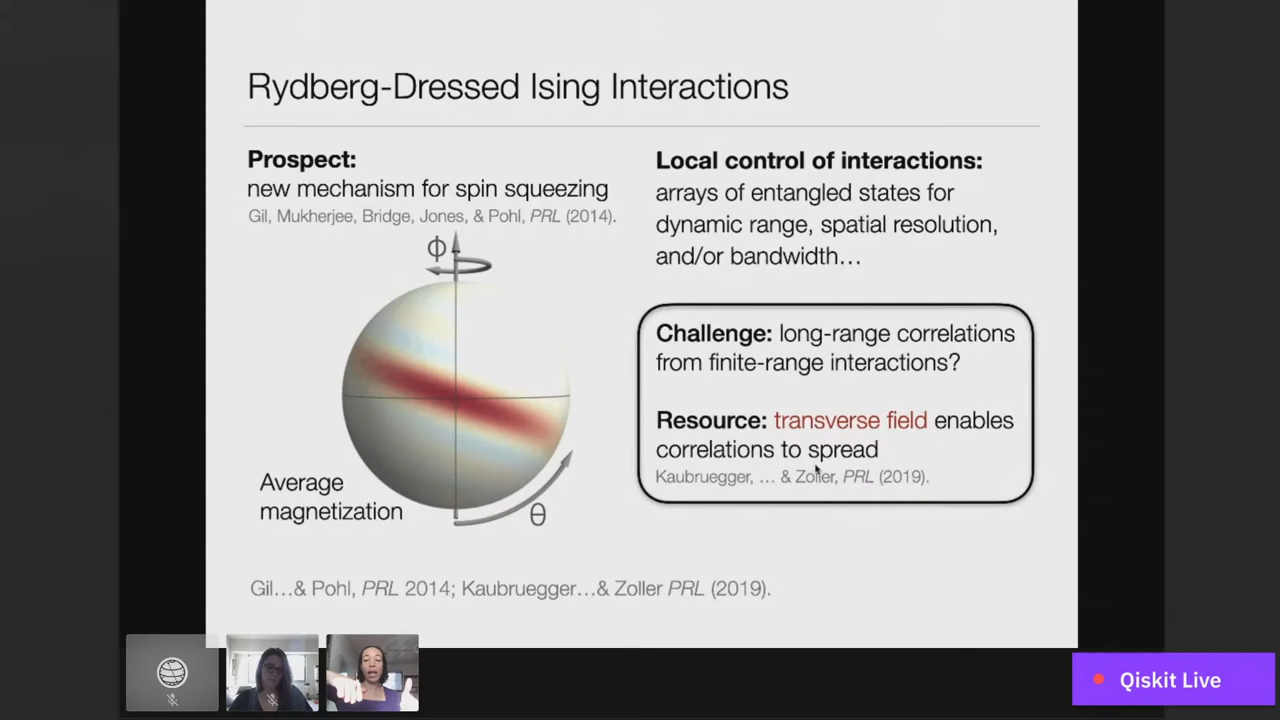 Rydberg-Dressed Ising Interactions
Prospect:
new mechanism for spin squeezing
Gil, Mukherjee, Bridge, Jones, & Pohl, PRL (2014).
Φ
Average
magnetization
θ
Local control of interactions:
arrays of entangled states for
dynamic range, spatial resolution,
and/or bandwidth…
Challenge: long-range correlations
from finite-range interactions?
Resource: transverse field enables
correlations to spread
Kaubruegger, … & Zoller, PRL (2019).
Gil…& Pohl, PRL 2014; Kaubruegger…& Zoller PRL (2019).
Qiskit Live